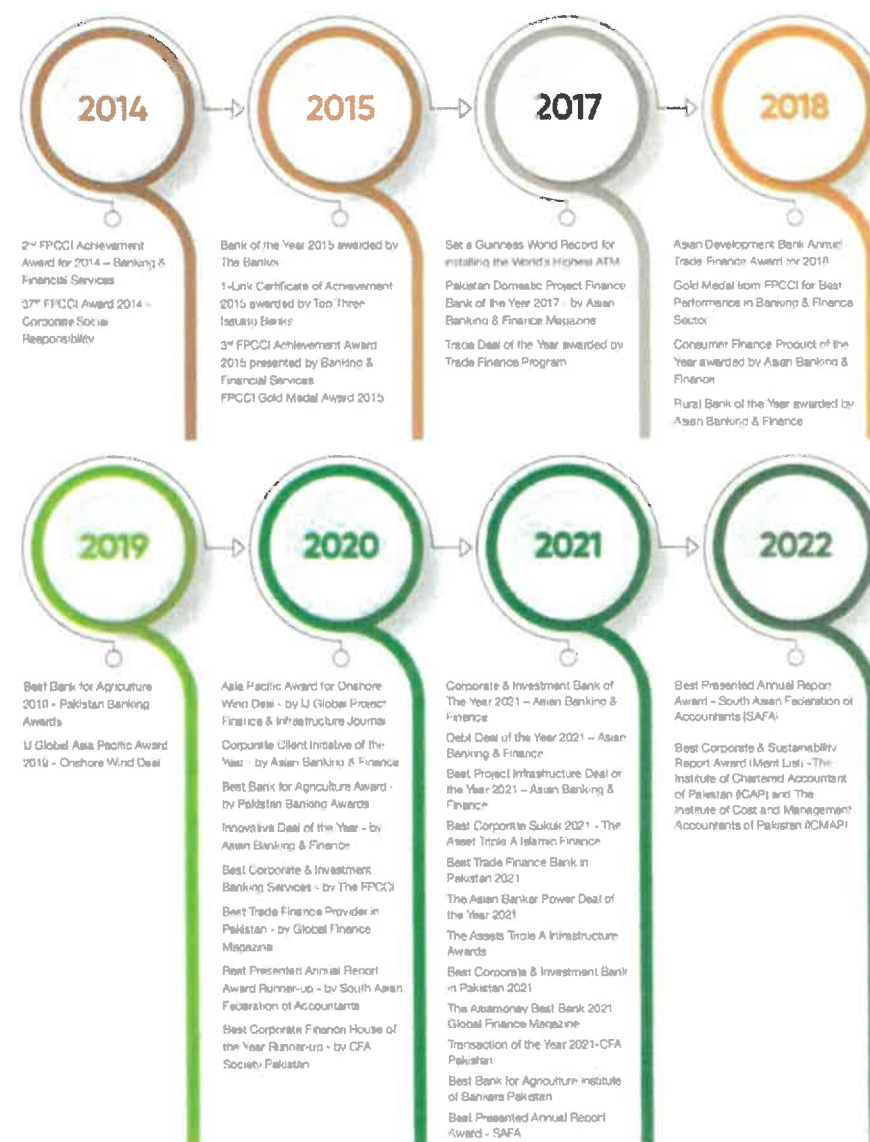 2014
2nd FPCCI Achievement
Award for 2014 – Banking &
Financial Services
37th FPCCI Award 2014 -
Corporate Social
Responsibility
2015
Bank of the Year 2015 awarded by
The Banker
1-Link Certificate of Achievement
2015 awarded by Top Three
Issuing Banks
3rd FPCCI Achievement Award
2015 presented by Banking &
Financial Services
FPCCI Gold Medal Award 2015
2017
Set a Guinness World Record for
installing the World's Highest ATM
Pakistan Domestic Project Finance
Bank of the Year 2017 - by Asian
Banking & Finance Magazine
Trade Deal of the Year awarded by
Trade Finance Program
2018
Asian Development Bank Annual
Trade Finance Award for 2018
Gold Medal from FPCCI for Best
Performance in Banking & Finance
Sector
Consumer Finance Product of the
Year awarded by Asian Banking &
Finance
Rural Bank of the Year awarded by
Asian Banking & Finance
2019
Best Bank for Agriculture
2019 - Pakistan Banking
Awards
IJ Global Asia Pacific Award
2019 - Onshore Wind Deal
2020
Asia Pacific Award for Onshore
Wind Deal - by IJ Global Project
Finance & Infrastructure Journal
Corporate Client Initiative of the
Year - by Asian Banking & Finance
Best Bank for Agriculture Award -
by Pakistan Banking Awards
Innovative Deal of the Year - by
Asian Banking & Finance
Best Corporate & Investment
Banking Services - by The FPCCI
Best Trade Finance Provider in
Pakistan - by Global Finance
Magazine
Best Presented Annual Report
Award Runner-up - by South Asian
Federation of Accountants
Best Corporate Finance House of
the Year Runner-up - by CFA
Society Pakistan
2021
Corporate & Investment Bank of
The Year 2021 – Asian Banking &
Finance
Debt Deal of the Year 2021 – Asian
Banking & Finance
Best Project Infrastructure Deal of
the Year 2021 – Asian Banking &
Finance
Best Corporate Sukuk 2021 - The
Asset Triple A Islamic Finance
Best Trade Finance Bank in
Pakistan 2021
The Asian Banker Power Deal of
the Year 2021
The Assets Triple A Infrastructure
Awards
Best Corporate & Investment Bank
in Pakistan 2021
The Asiamoney Best Bank 2021
Global Finance Magazine
Transaction of the Year 2021-CFA
Pakistan
Best Bank for Agriculture institute
of Bankers Pakistan
Best Presented Annual Report
Award - SAFA
2022
Best Presented Annual Report
Award - South Asian Federation of
Accountants (SAFA)
Best Corporate & Sustainability
Report Award (Merit List) - The
Institute of Chartered Accountant
of Pakistan (ICAP) and The
Institute of Cost and Management
Accountants of Pakistan (ICMAP)